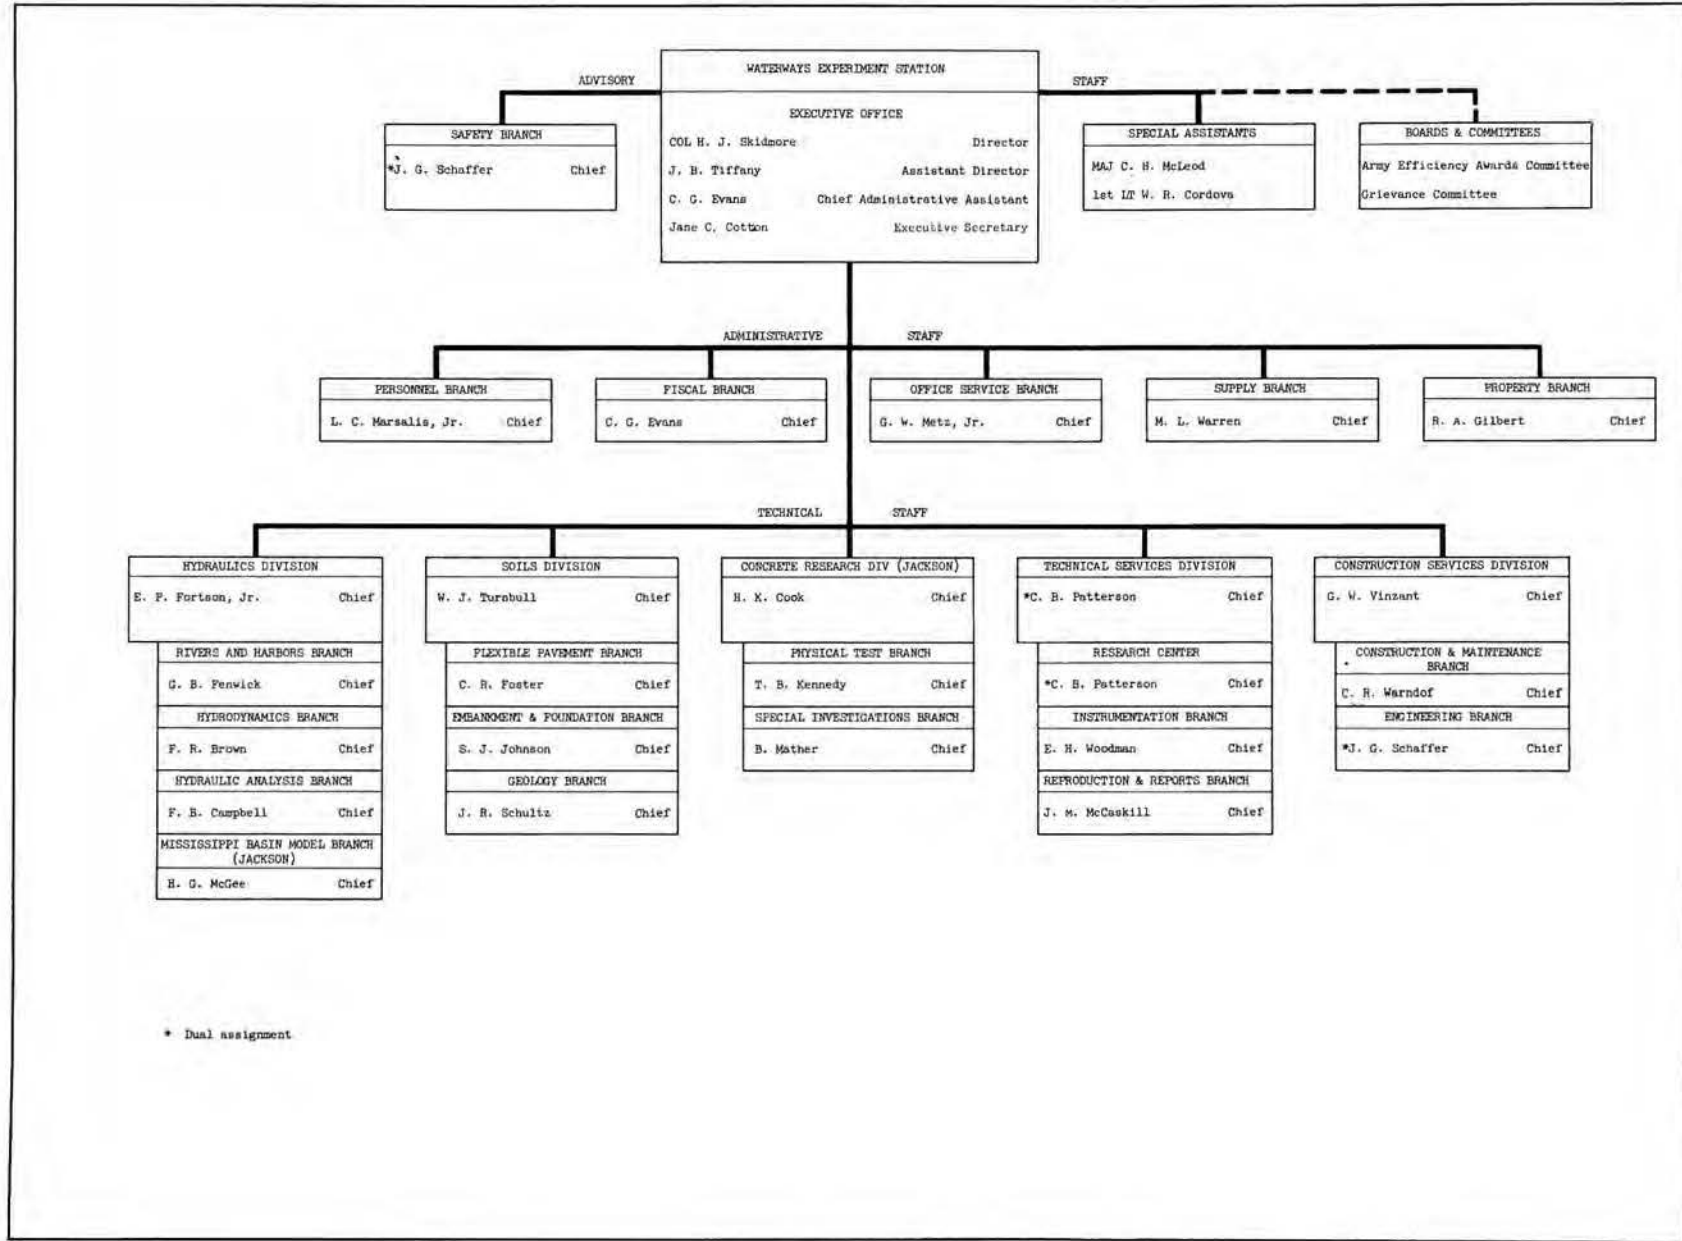 WATERWAYS EXPERIMENT STATION
ADVISORY STAFF
EXECUTIVE OFFICE
COL H. J. Skidmore Director
J. B. Tiffany Assistant Director
C. G. Evans Chief Administrative Assistant
Jane C. Cotton Executive Secretary
SAFETY BRANCH
*J. G. Schaffer Chief
SPECIAL ASSISTANTS
MAJ C. H. McLeod
1st LT W. R. Cordova
BOARDS & COMMITTEES
Army Efficiency Awards Committee
Grievance Committee
ADMINISTRATIVE STAFF
PERSONNEL BRANCH
L. C. Marsalis, Jr. Chief
FISCAL BRANCH
C. G. Evans Chief
OFFICE SERVICE BRANCH
G. W. Metz, Jr. Chief
SUPPLY BRANCH
M. L. Warren Chief
PROPERTY BRANCH
R. A. Gilbert Chief
TECHNICAL STAFF
HYDRAULICS DIVISION
E. P. Fortson, Jr. Chief
RIVERS AND HARBORS BRANCH
G. B. Fenwick Chief
HYDRODYNAMICS BRANCH
F. R. Brown Chief
HYDRAULIC ANALYSIS BRANCH
F. B. Campbell Chief
MISSISSIPPI BASIN MODEL BRANCH
(JACKSON)
H. G. McGee Chief
SOILS DIVISION
W. J. Turnbull Chief
FLEXIBLE PAVEMENT BRANCH
C. R. Foster Chief
EMBANKMENT & FOUNDATION BRANCH
S. J. Johnson Chief
GEOLOGY BRANCH
J. R. Schultz Chief
CONCRETE RESEARCH DIV (JACKSON)
H. K. Cook Chief
PHYSICAL TEST BRANCH
T. B. Kennedy Chief
SPECIAL INVESTIGATIONS BRANCH
B. Mather Chief
TECHNICAL SERVICES DIVISION
*C. B. Patterson Chief
RESEARCH CENTER
*C. B. Patterson Chief
INSTRUMENTATION BRANCH
E. H. Woodman Chief
REPRODUCTION & REPORTS BRANCH
J. M. McCaskill Chief
CONSTRUCTION SERVICES DIVISION
G. W. Vinzant Chief
CONSTRUCTION & MAINTENANCE
BRANCH
C. R. Warndof Chief
ENGINEERING BRANCH
*J. G. Schaffer Chief
* Dual assignment